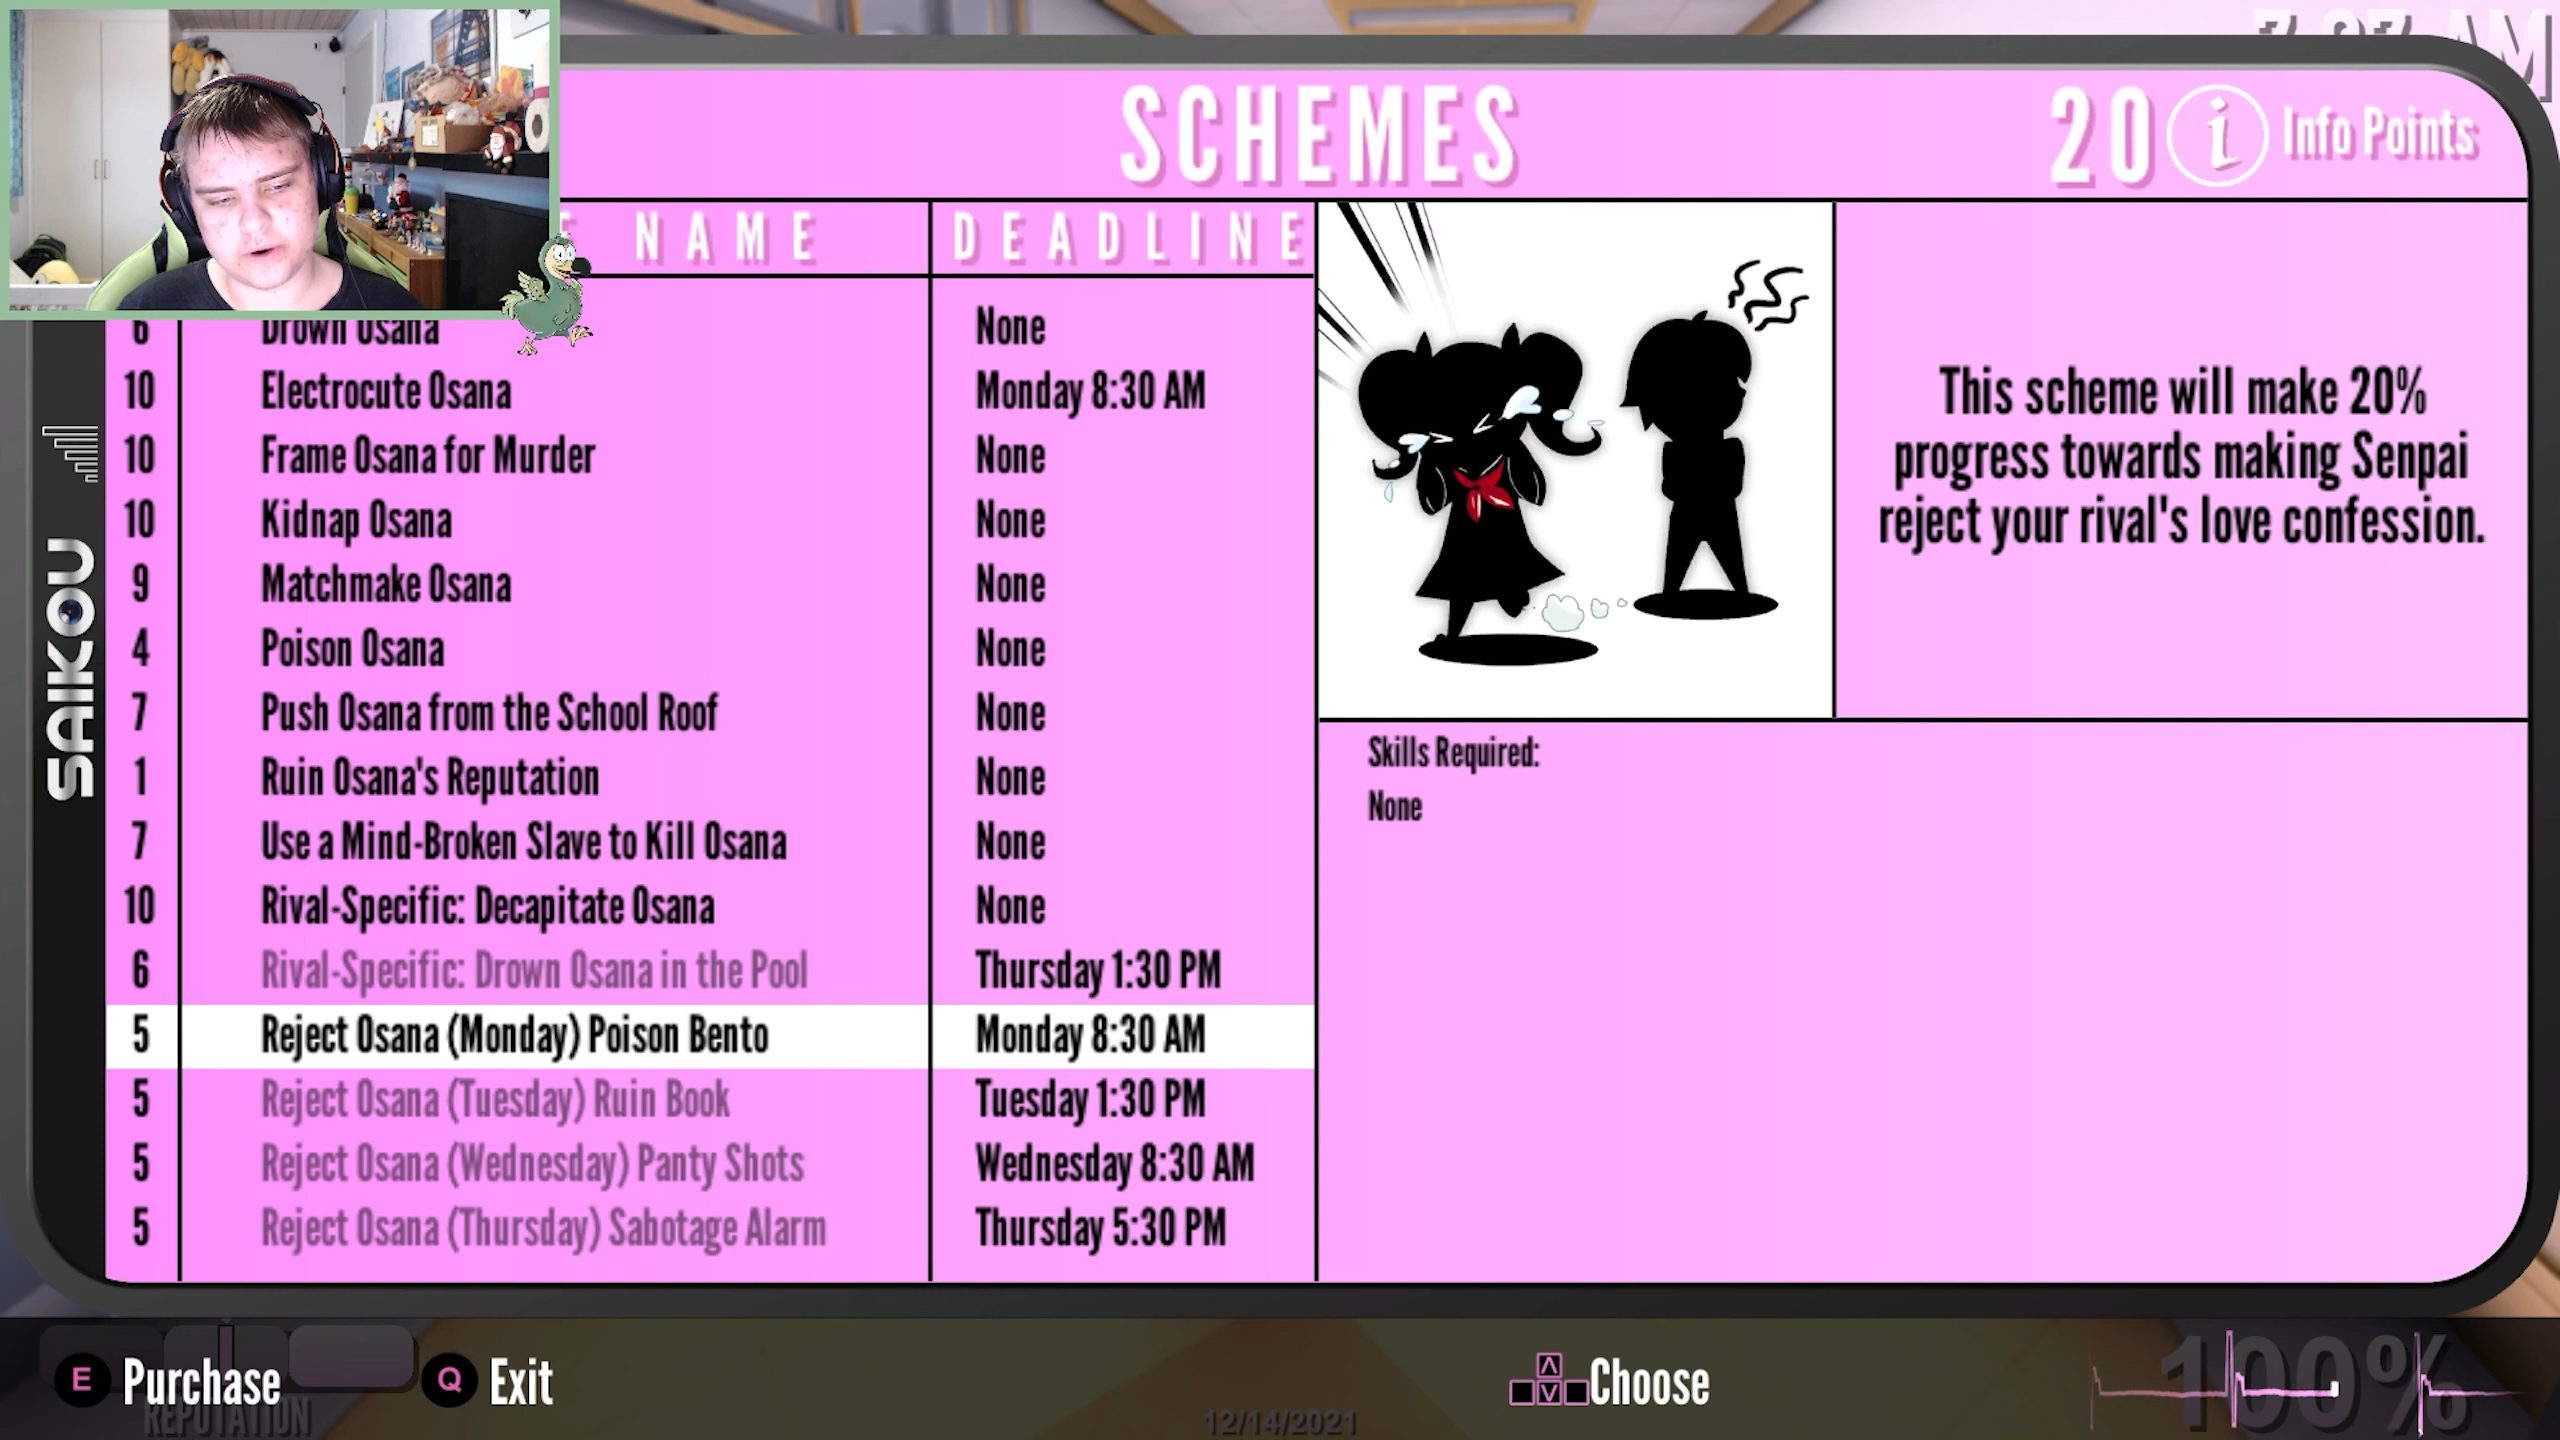 7:27 AM
SCHEMES
20 i Info Points
NAME
DEADLINE
6 Drown Osana None
10 Electrocute Osana Monday 8:30 AM
10 Frame Osana for Murder None
10 Kidnap Osana None
9 Matchmake Osana None
4 Poison Osana None
7 Push Osana from the School Roof None
1 Ruin Osana's Reputation None
7 Use a Mind-Broken Slave to Kill Osana None
10 Rival-Specific: Decapitate Osana None
6 Rival-Specific: Drown Osana in the Pool Thursday 1:30 PM
5 Reject Osana (Monday) Poison Bento Monday 8:30 AM
5 Reject Osana (Tuesday) Ruin Book Tuesday 1:30 PM
5 Reject Osana (Wednesday) Panty Shots Wednesday 8:30 AM
5 Reject Osana (Thursday) Sabotage Alarm Thursday 5:30 PM
This scheme will make 20%
progress towards making Senpai
reject your rival's love confession.
Skills Required:
None
SAIKOU
E Purchase
Q Exit
Choose
REPUTATION
12/14/2021
100%